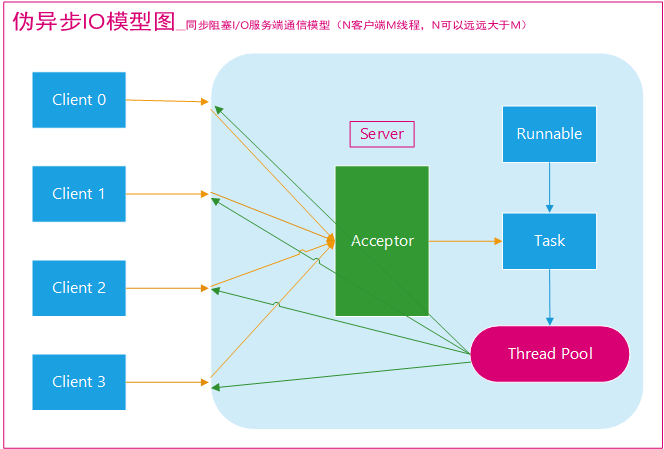 伪异步IO模型图__同步阻塞I/O服务端通信模型（N客户端M线程，N可以远远大于M）
Client 0
Server
Runnable
Client 1
Acceptor
Task
Client 2
Thread Pool
Client 3